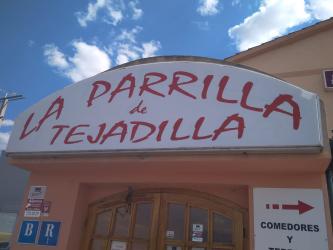 LA PARRILLA
de
TEJADILLA
B R
COMEDORES
Y